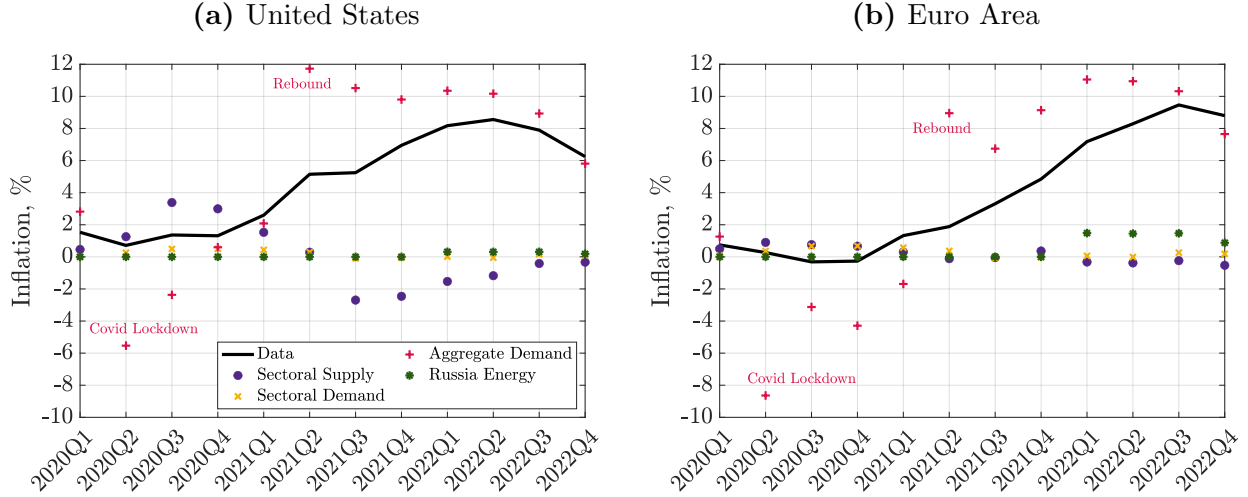 (a) United States
Inflation, %
12
10
8
6
4
2
0
-2
-4
-6
-8
-10
Rebound
Covid Lockdown
Data
Sectoral Supply
Sectoral Demand
Aggregate Demand
Russia Energy
2020Q1
2020Q2
2020Q3
2020Q4
2021Q1
2021Q2
2021Q3
2021Q4
2022Q1
2022Q2
2022Q3
2022Q4
(b) Euro Area
Inflation, %
12
10
8
6
4
2
0
-2
-4
-6
-8
-10
Rebound
Covid Lockdown
2020Q1
2020Q2
2020Q3
2020Q4
2021Q1
2021Q2
2021Q3
2021Q4
2022Q1
2022Q2
2022Q3
2022Q4